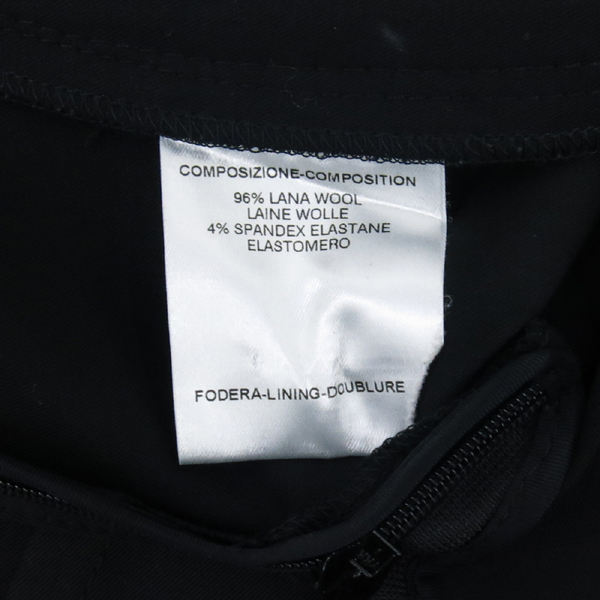 COMPOSIZIONE-COMPOSITION
96% LANA WOOL
LAINE WOLLE
4% SPANDEX ELASTANE
ELASTOMERO
FODERA-LINING-DOUBLURE